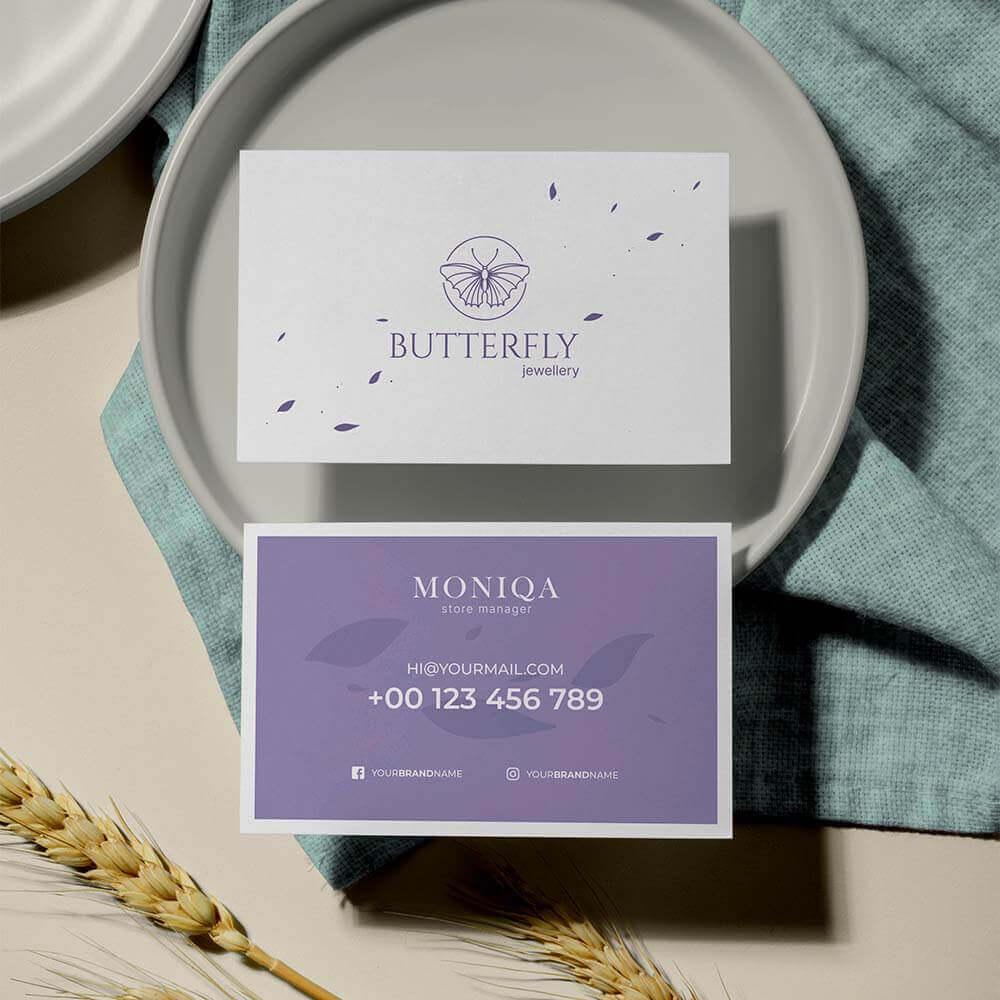 BUTTERFLY
jewellery
MONIQA
store manager
HI@YOURMAIL.COM
+00 123 456 789
YOURBRANDNAME YOURBRANDNAME